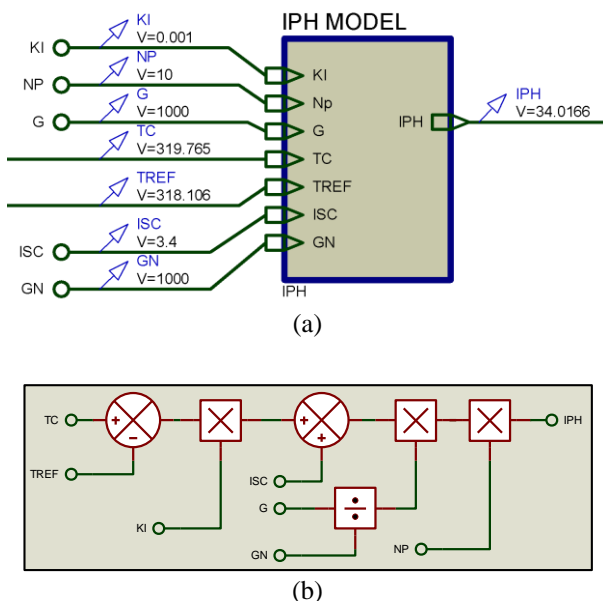 IPH MODEL
KI
V=0.001
KI
KI
NP
V=10
NP
Np
G
V=1000
G
G
TC
V=319.765
TC
TREF
V=318.106
TREF
ISC
V=3.4
ISC
ISC
GN
V=1000
GN
GN
IPH
IPH
V=34.0166
IPH
(a)
TC
+
−
TREF
KI
+
+
ISC
G
÷
GN
NP
IPH
(b)